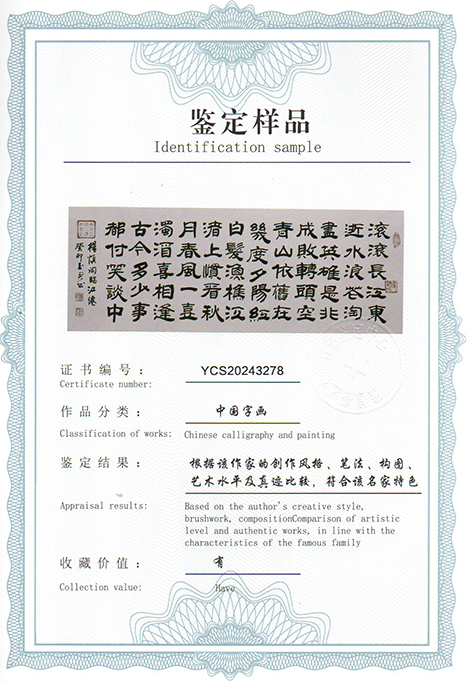 鉴定样品
Identification sample
滚滚長江東
逝水浪花淘
盡英雄是非
成敗轉頭空
青山依舊在
幾度夕陽紅
白髮漁樵江
渚上慣看秋
月春風一壺
濁酒喜相逢
古今多少事
都付笑談中
楊慎词臨江仙
癸卯
证书编号: YCS20243278
Certificate number:
作品分类: 中国字画
Classification of works: Chinese calligraphy and painting
鉴定结果: 根据该作家的创作风格、笔法、构图、
艺术水平及真迹比较，符合该名家特色
Appraisal results: Based on the author's creative style,
brushwork, compositionComparison of artistic
level and authentic works, in line with the
characteristics of the famous family
收藏价值: 有
Collection value: Have